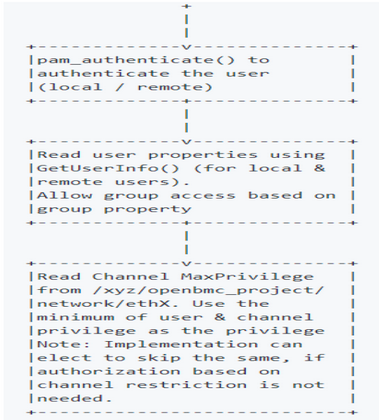 pam_authenticate() to
authenticate the user
(local / remote)
Read user properties using
GetUserInfo() (for local &
remote users).
Allow group access based on
group property
Read Channel MaxPrivilege
from /xyz/openbmc_project/
network/ethX. Use the
minimum of user & channel
privilege as the privilege
Note: Implementation can
elect to skip the same, if
authorization based on
channel restriction is not
needed.